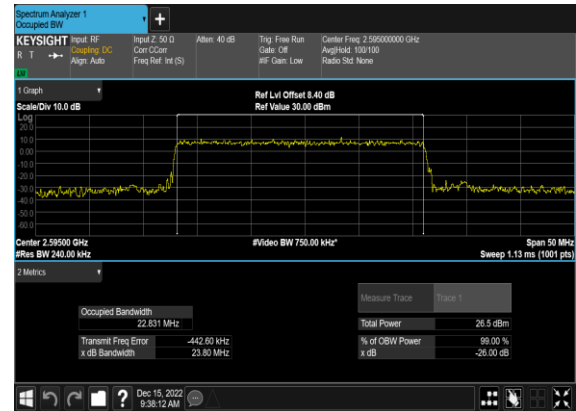 Spectrum Analyzer 1
Occupied BW
+
KEYSIGHT Input: RF Input Z: 50 Ω Atten: 40 dB Trig: Free Run Center Freq: 2.595000000 GHz
R T Coupling: DC Corr CCorr Gate: Off Avg|Hold: 100/100
Align: Auto Freq Ref: Int (S) #IF Gain: Low Radio Std: None
LXI
1 Graph
Scale/Div 10.0 dB
Ref Lvl Offset 8.40 dB
Ref Value 30.00 dBm
Log
20.0
10.0
0.00
-10.0
-20.0
-30.0
-40.0
-50.0
-60.0
Center 2.59500 GHz #Video BW 750.00 kHz* Span 50 MHz
#Res BW 240.00 kHz Sweep 1.13 ms (1001 pts)
2 Metrics
Measure Trace Trace 1
Occupied Bandwidth
22.831 MHz
Total Power 26.5 dBm
Transmit Freq Error -442.60 kHz % of OBW Power 99.00 %
x dB Bandwidth 23.80 MHz x dB -26.00 dB
? Dec 15, 2022
9:38:12 AM